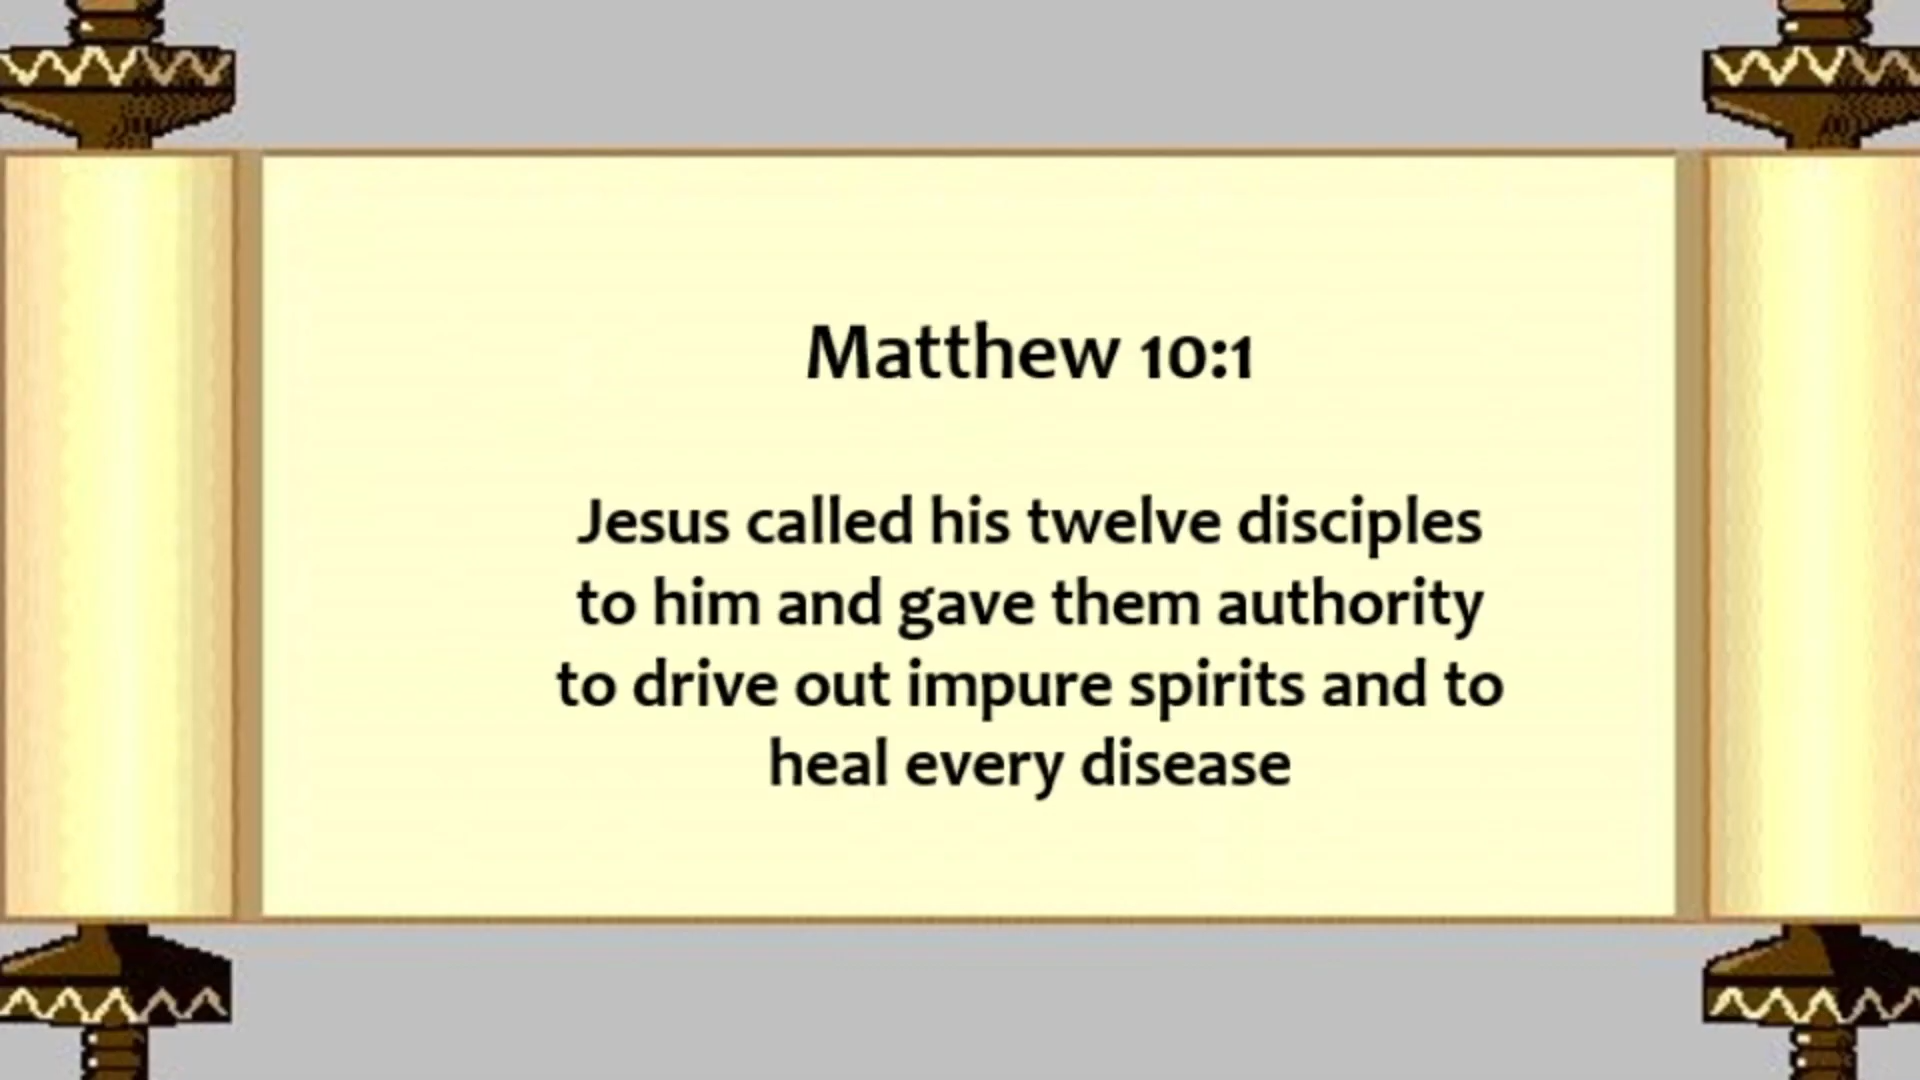 Matthew 10:1
Jesus called his twelve disciples
to him and gave them authority
to drive out impure spirits and to
heal every disease